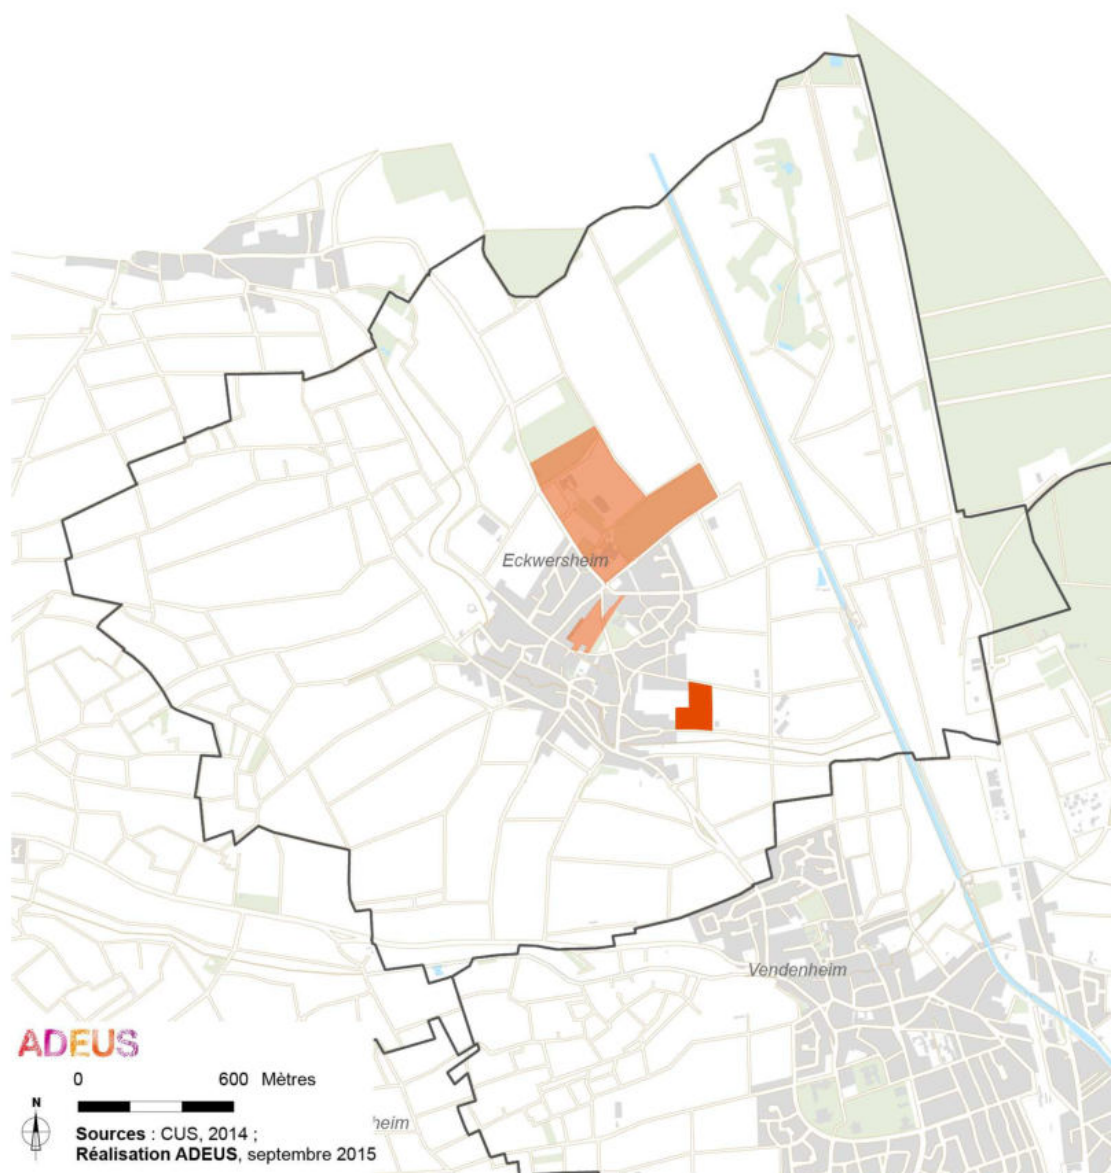 Eckwersheim
Vendenheim
ADEUS
0 600 Mètres
N
heim
Sources : CUS, 2014 ;
Réalisation ADEUS, septembre 2015